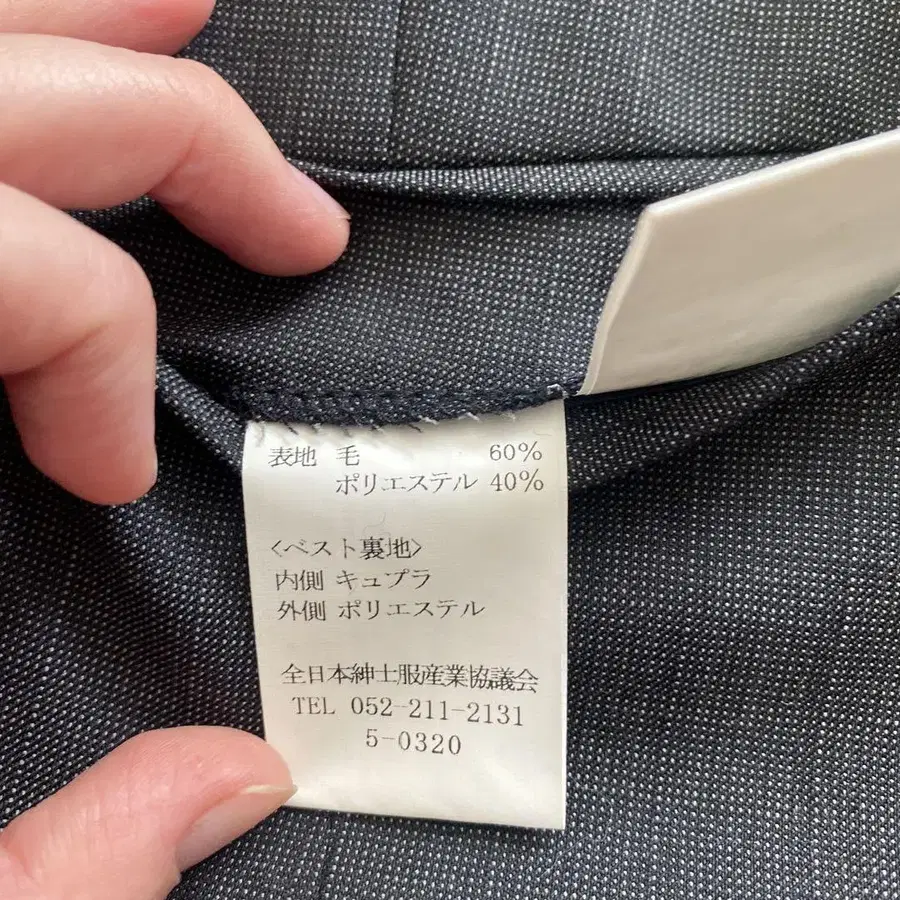 表地 毛 60%
ポリエステル 40%
〈ベスト裏地〉
内側 キュプラ
外側 ポリエステル
全日本紳士服産業協議会
TEL 052-211-2131
5-0320